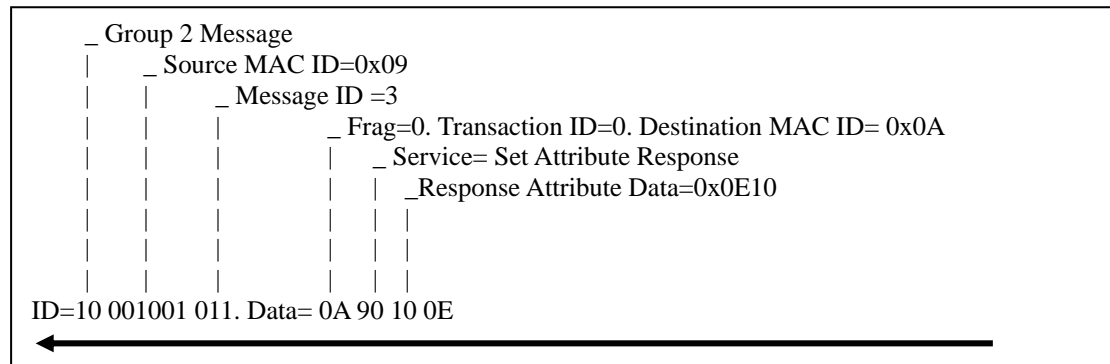 _ Group 2 Message
| _ Source MAC ID=0x09
| | _ Message ID =3
| | | _ Frag=0. Transaction ID=0. Destination MAC ID= 0x0A
| | | | _ Service= Set Attribute Response
| | | | | _Response Attribute Data=0x0E10
| | | | | |
| | | | | |
| | | | | |
ID=10 001001 011. Data= 0A 90 10 0E